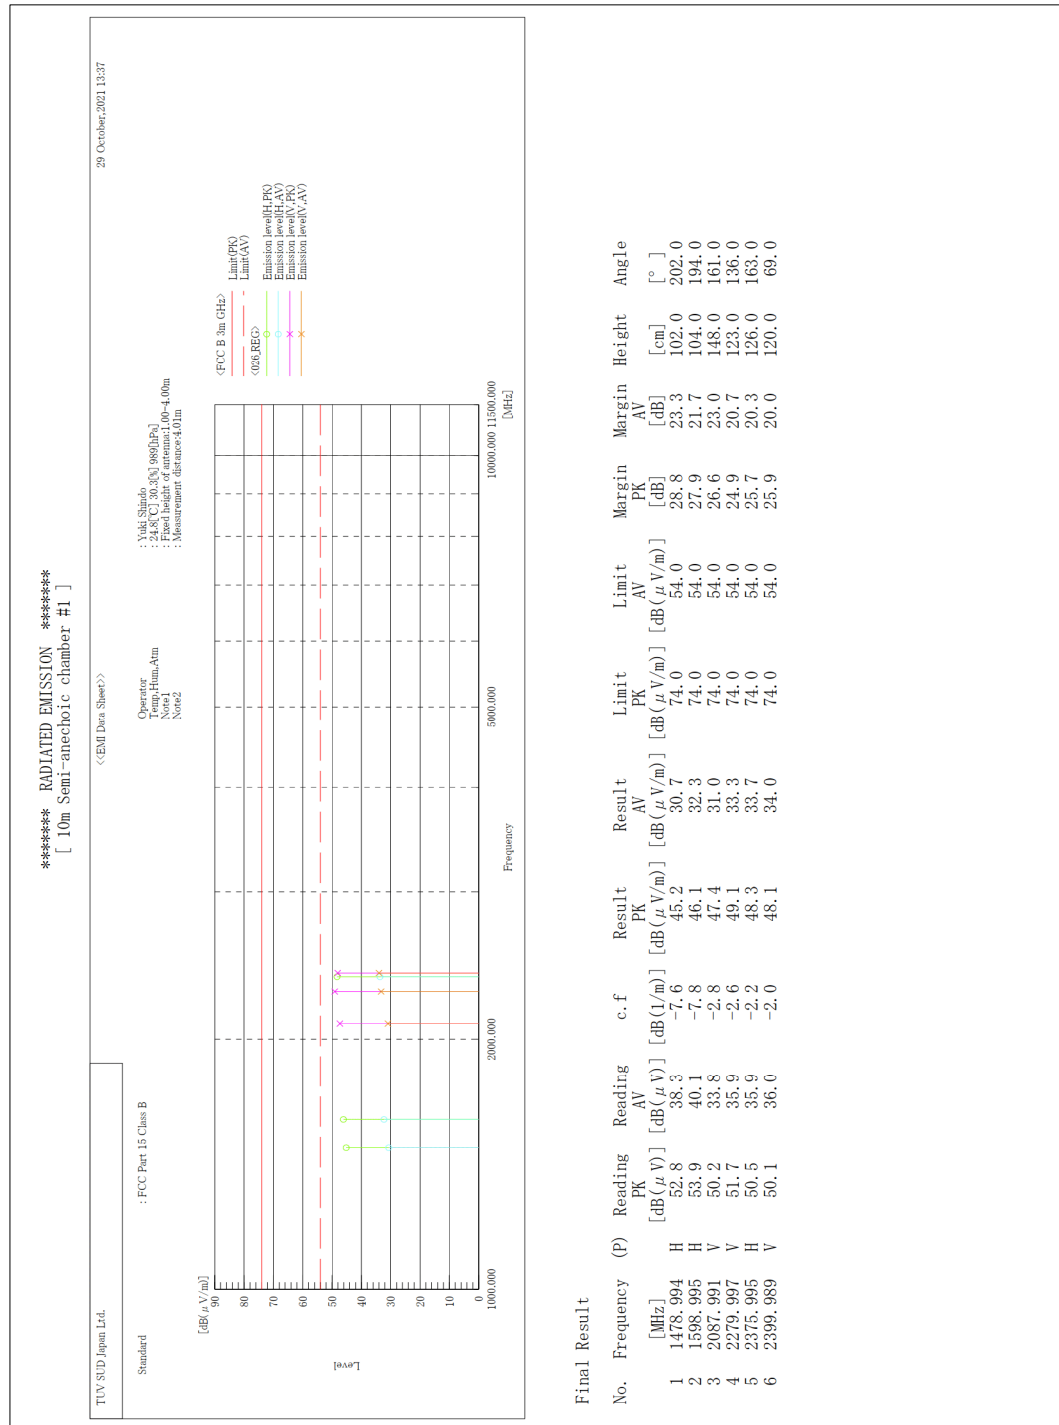 ******* RADIATED EMISSION *******
[ 10m Semi-anechoic chamber #1 ]
TUV SUD Japan Ltd.
<<EMI Data Sheet>>
29 October,2021 13:37
Standard : FCC Part 15 Class B
Operator : Yuki Shindo
Temp,Hum,Atm : 24.8[℃] 30.3[%] 989[hPa]
Note1 : Fixed height of antenna:1.00-4.00m
Note2 : Measurement distance:4.01m
<FCC B 3m GHz>
Limit(PK)
Limit(AV)
<026_REG>
Emission level(H,PK)
Emission level(H,AV)
Emission level(V,PK)
Emission level(V,AV)
[dB(μV/m)]
90
80
70
60
50
40
30
20
10
0
Level
1000.000 2000.000 5000.000 10000.000 11500.000
[MHz]
Frequency
Final Result
No. Frequency (P) Reading Reading c.f Result Result Limit Limit Margin Margin Height Angle
PK AV PK AV PK AV PK AV
[MHz] [dB(μV)] [dB(μV)] [dB(1/m)] [dB(μV/m)] [dB(μV/m)] [dB(μV/m)] [dB(μV/m)] [dB] [dB] [cm] [°]
1 1478.994 H 52.8 38.3 -7.6 45.2 30.7 74.0 54.0 28.8 23.3 102.0 202.0
2 1598.995 H 53.9 40.1 -7.8 46.1 32.3 74.0 54.0 27.9 21.7 104.0 194.0
3 2087.991 V 50.2 33.8 -2.8 47.4 31.0 74.0 54.0 26.6 23.0 148.0 161.0
4 2279.997 V 51.7 35.9 -2.6 49.1 33.3 74.0 54.0 24.9 20.7 123.0 136.0
5 2375.995 H 50.5 35.9 -2.2 48.3 33.7 74.0 54.0 25.7 20.3 126.0 163.0
6 2399.989 V 50.1 36.0 -2.0 48.1 34.0 74.0 54.0 25.9 20.0 120.0 69.0